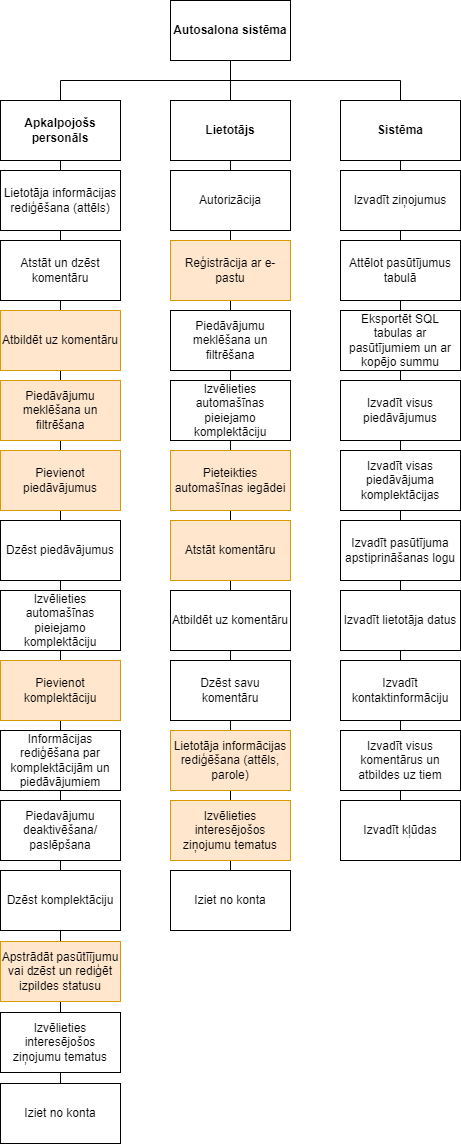 Autosalona sistēma
Apkalpojošs
personāls
Lietotāja informācijas
rediģēšana (attēls)
Atstāt un dzēst
komentāru
Atbildēt uz komentāru
Piedāvājumu
meklēšana un
filtrēšana
Pievienot
piedāvājumus
Dzēst piedāvājumus
Izvēlieties
automašīnas
pieiejamo
komplektāciju
Pievienot
komplektāciju
Informācijas
rediģēšana par
komplektācijām un
piedāvājumiem
Piedavājumu
deaktivēšana/
paslēpšana
Dzēst komplektāciju
Apstrādāt pasūtīījumu
vai dzēst un rediģēt
izpildes statusu
Izvēlieties
interesējošos
ziņojumu tematus
Iziet no konta
Lietotājs
Autorizācija
Reģistrācija ar e-
pastu
Piedāvājumu
meklēšana un
filtrēšana
Izvēlieties
automašīnas
pieiejamo
komplektāciju
Pieteikties
automašīnas iegādei
Atstāt komentāru
Atbildēt uz komentāru
Dzēst savu
komentāru
Lietotāja informācijas
rediģēšana (attēls,
parole)
Izvēlieties
interesējošos
ziņojumu tematus
Iziet no konta
Sistēma
Izvadīt ziņojumus
Attēlot pasūtījumus
tabulā
Eksportēt SQL
tabulas ar
pasūtījumiem un ar
kopējo summu
Izvadīt visus
piedāvājumus
Izvadīt visas
piedāvājuma
komplektācijas
Izvadīt pasūtījuma
apstiprināšanas logu
Izvadīt lietotāja datus
Izvadīt
kontaktinformāciju
Izvadīt visus
komentārus un
atbildes uz tiem
Izvadīt kļūdas